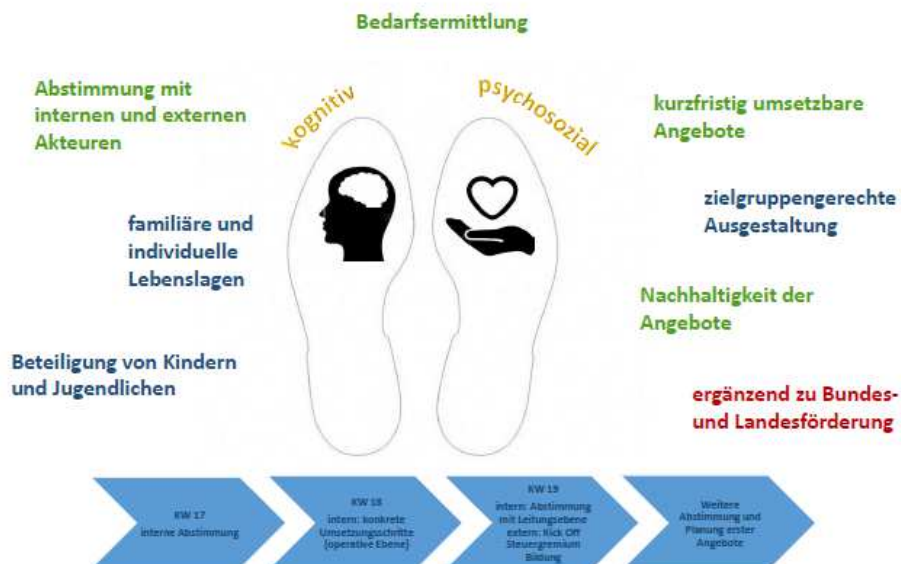 Bedarfsermittlung
Abstimmung mit
internen und externen
Akteuren
kognitiv
psychosozial
kurzfristig umsetzbare
Angebote
familiäre und
individuelle
Lebenslagen
zielgruppengerechte
Ausgestaltung
Nachhaltigkeit der
Angebote
Beteiligung von Kindern
und Jugendlichen
ergänzend zu Bundes-
und Landesförderung
KW 17
interne Abstimmung
KW 18
intern: konkrete
Umsetzungsschritte
(operative Ebene)
KW 19
intern: Abstimmung
mit Leitungsebene
extern: Kick Off
Steuergremium
Bildung
Weitere
Abstimmung und
Planung erster
Angebote